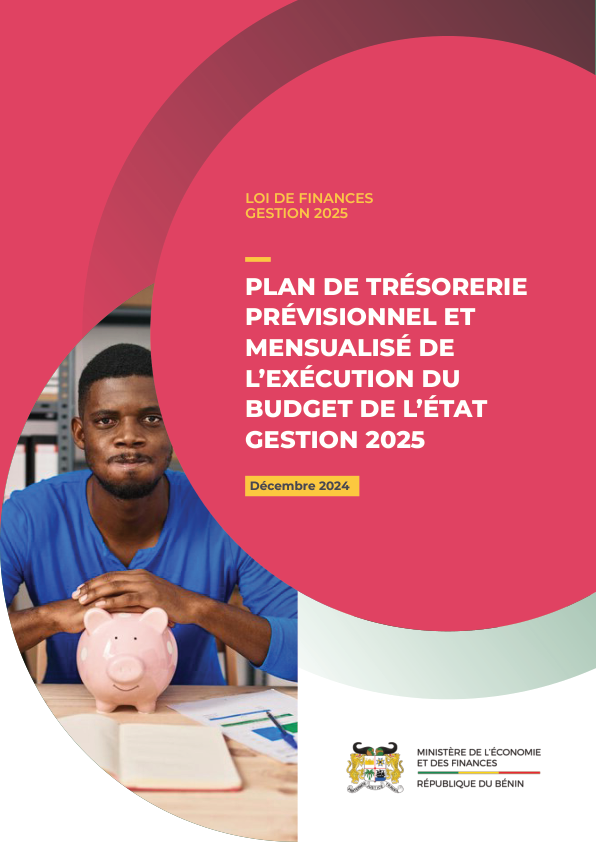 LOI DE FINANCES
GESTION 2025
PLAN DE TRÉSORERIE
PRÉVISIONNEL ET
MENSUALISÉ DE
L’EXÉCUTION DU
BUDGET DE L’ÉTAT
GESTION 2025
Décembre 2024
MINISTÈRE DE L’ÉCONOMIE
ET DES FINANCES
RÉPUBLIQUE DU BÉNIN